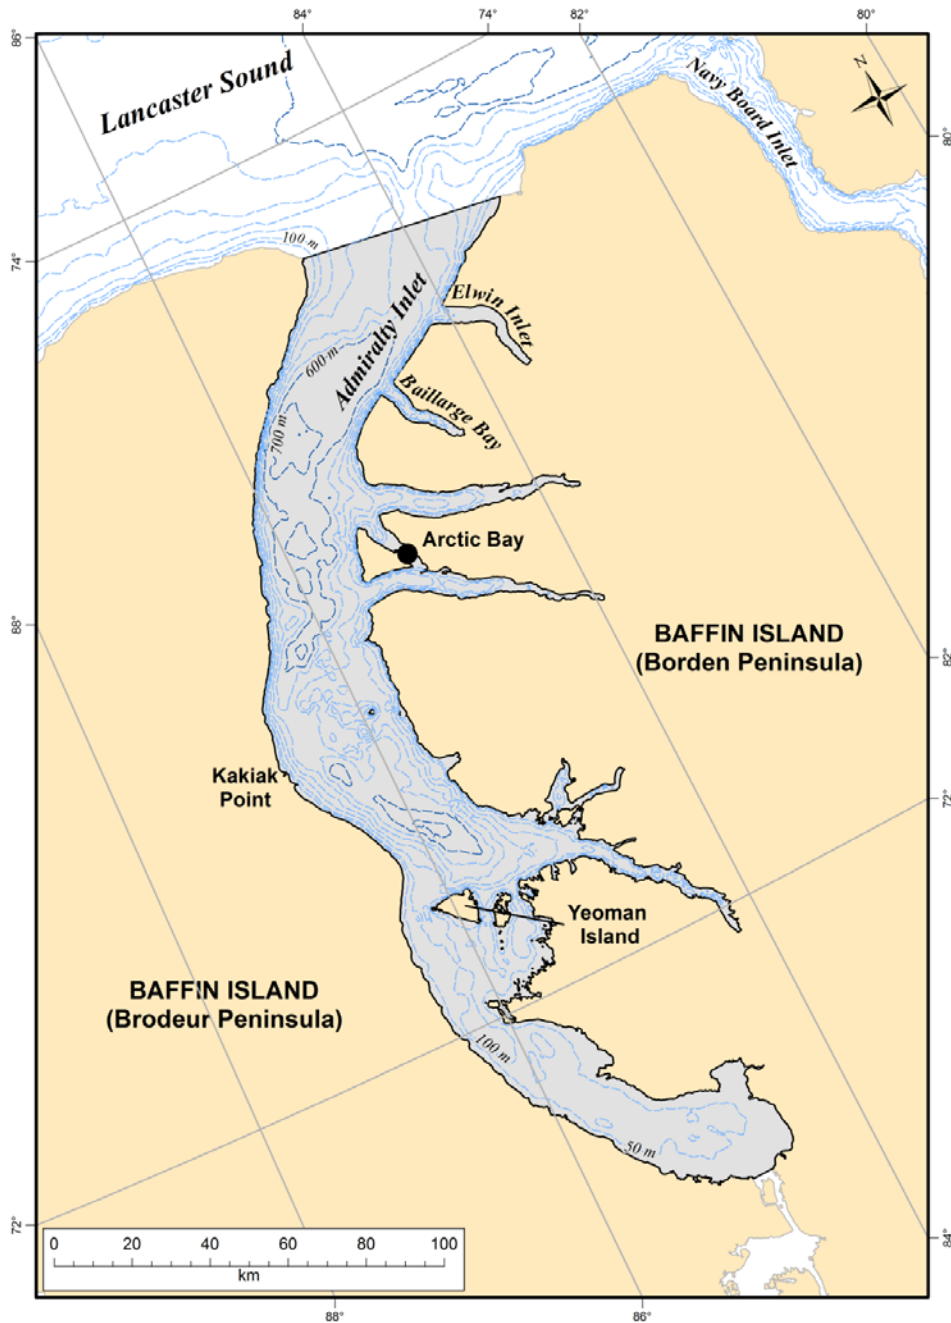 84°
74°
82°
80°
86°
Lancaster Sound
Navy Board Inlet
N
80°
100 m
74°
Elwin Inlet
Admiralty Inlet
600 m
Baillarge Bay
700 m
Arctic Bay
88°
BAFFIN ISLAND
(Borden Peninsula)
82°
Kakiak
Point
72°
Yeoman
Island
BAFFIN ISLAND
(Brodeur Peninsula)
100 m
50 m
72°
84°
0 20 40 60 80 100
km
88°
86°